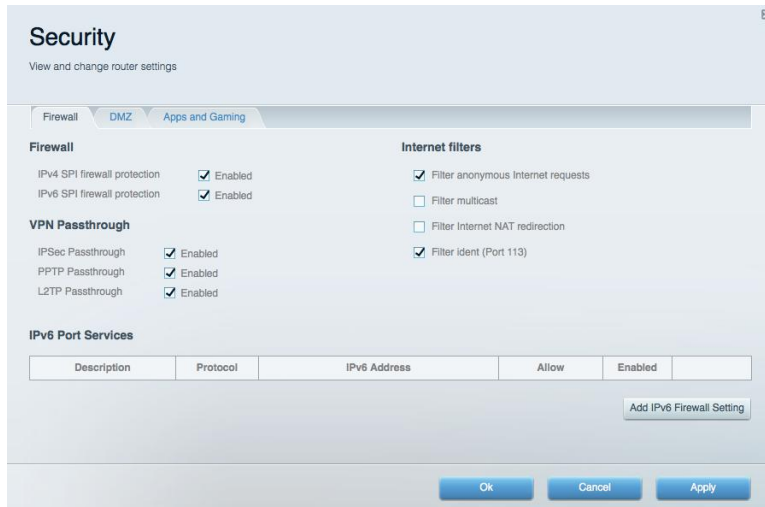 Security
View and change router settings
Firewall DMZ Apps and Gaming
Firewall
IPv4 SPI firewall protection Enabled
IPv6 SPI firewall protection Enabled
VPN Passthrough
IPSec Passthrough Enabled
PPTP Passthrough Enabled
L2TP Passthrough Enabled
Internet filters
Filter anonymous Internet requests
Filter multicast
Filter Internet NAT redirection
Filter ident (Port 113)
IPv6 Port Services
Description Protocol IPv6 Address Allow Enabled
Add IPv6 Firewall Setting
Ok Cancel Apply